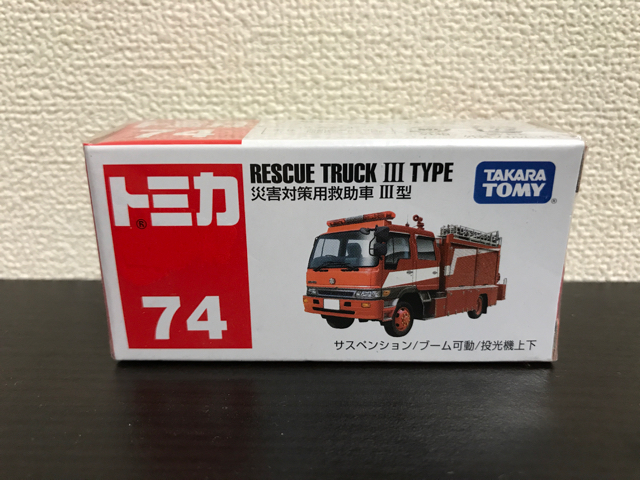 74
トミカ
®
74
RESCUE TRUCK III TYPE
災害対策用救助車 III型
TAKARA
TOMY
®
サスペンション/ブーム可動/投光機上下